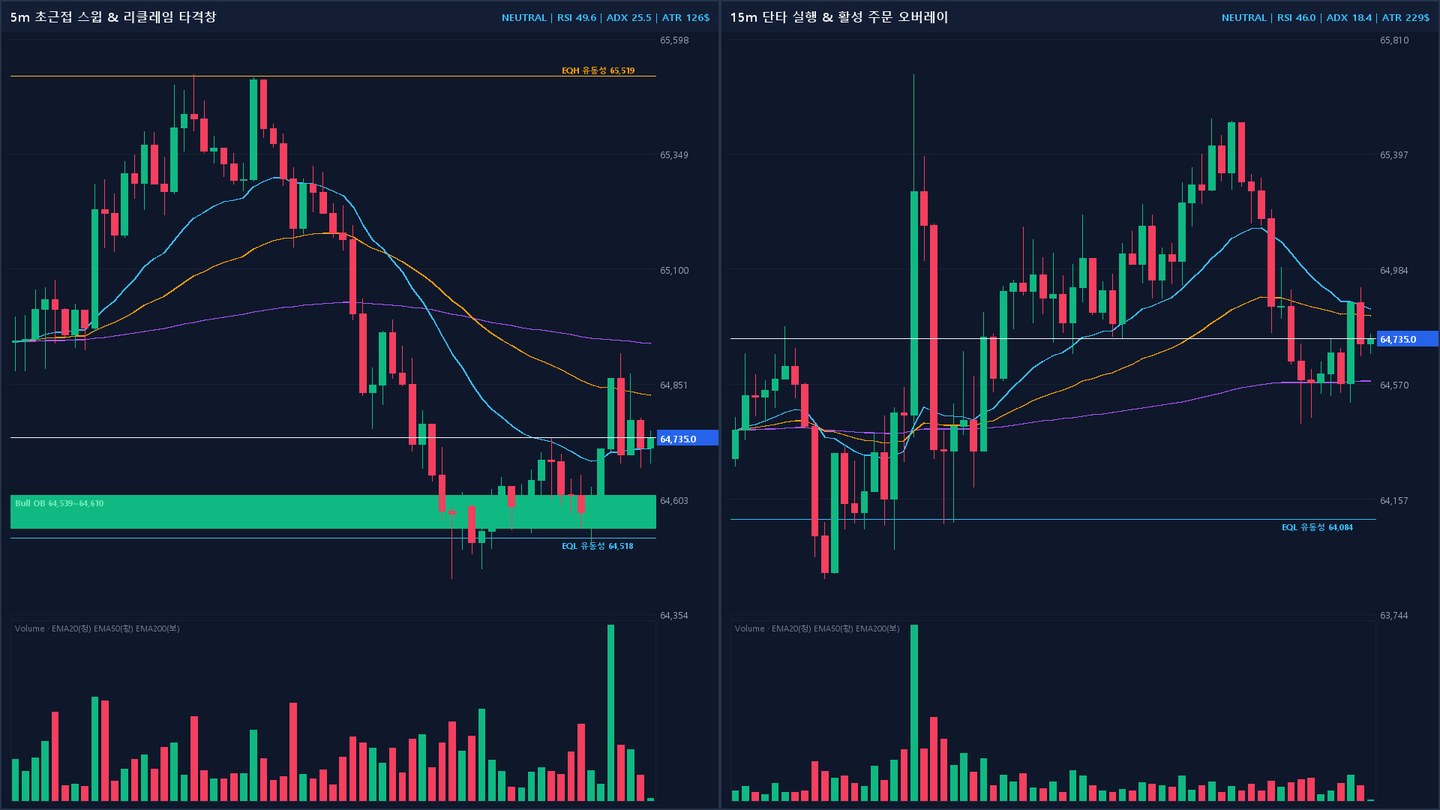 5m 초근접 스윕 & 리클레임 타격창
NEUTRAL | RSI 49.6 | ADX 25.5 | ATR 126$
65,598
EQH 유동성 65,519
65,349
65,100
64,851
64,735.0
64,603
Bull OB 64,539~64,610
EQL 유동성 64,518
64,354
Volume · EMA20(청) EMA50(황) EMA200(보)
15m 단타 실행 & 활성 주문 오버레이
NEUTRAL | RSI 46.0 | ADX 18.4 | ATR 229$
65,810
65,397
64,984
64,735.0
64,570
64,157
EQL 유동성 64,084
63,744
Volume · EMA20(청) EMA50(황) EMA200(보)